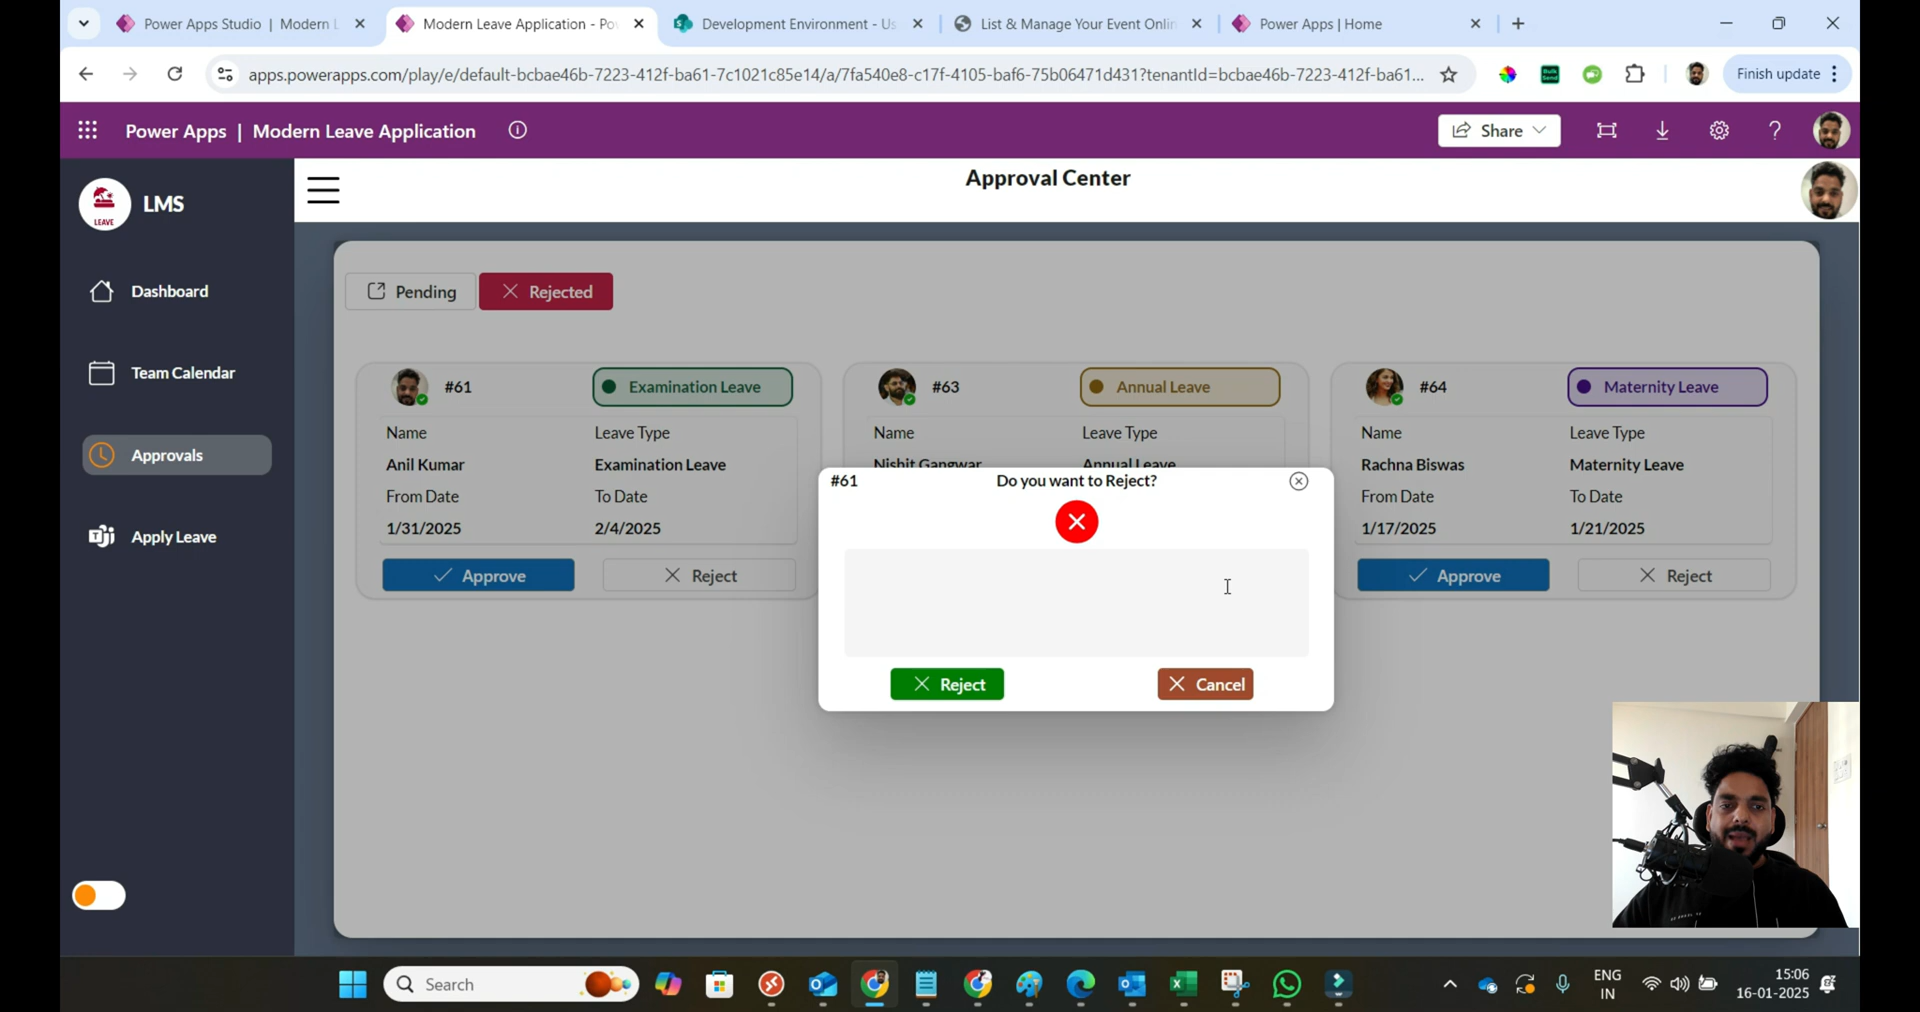 Power Apps Studio | Modern L
Modern Leave Application - Po
Development Environment - Us
List & Manage Your Event Onlin
Power Apps | Home
apps.powerapps.com/play/e/default-bcbae46b-7223-412f-ba61-7c1021c85e14/a/7fa540e8-c17f-4105-baf6-75b06471d431?tenantId=bcbae46b-7223-412f-ba61...
Finish update
Power Apps | Modern Leave Application
Share
LEAVE
LMS
Approval Center
Dashboard
Team Calendar
Approvals
Apply Leave
Pending
Rejected
#61
Examination Leave
Name
Leave Type
Anil Kumar
Examination Leave
From Date
To Date
1/31/2025
2/4/2025
Approve
Reject
#63
Annual Leave
Name
Leave Type
Nishit Gangwar
Annual Leave
#64
Maternity Leave
Name
Leave Type
Rachna Biswas
Maternity Leave
From Date
To Date
1/17/2025
1/21/2025
Approve
Reject
#61
Do you want to Reject?
Reject
Cancel
Search
ENG
IN
15:06
16-01-2025